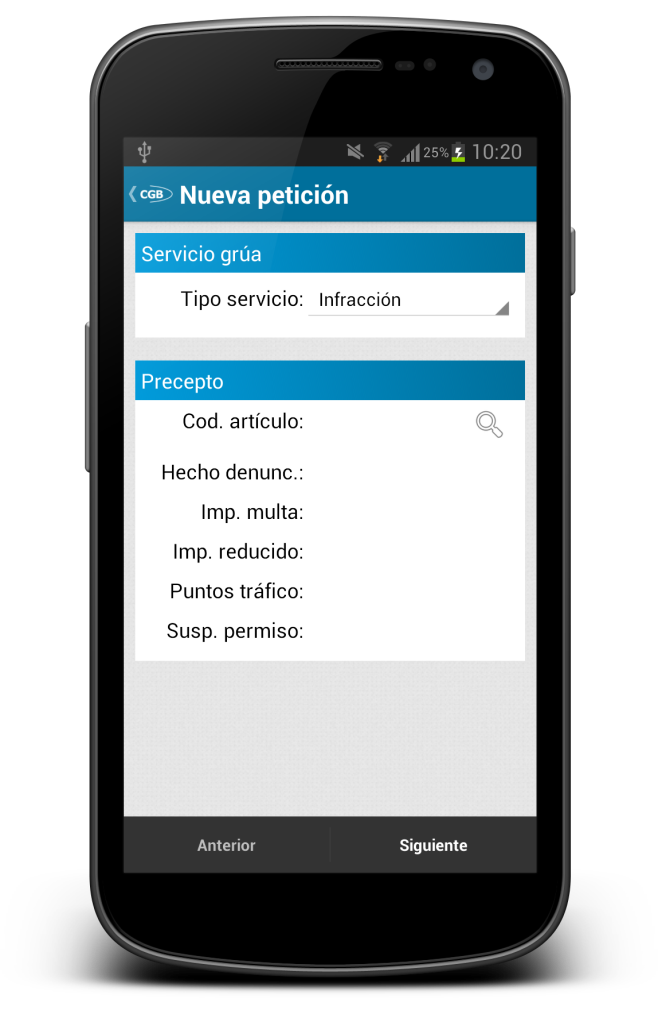 25% 10:20
CGB Nueva petición
Servicio grúa
Tipo servicio: Infracción
Precepto
Cod. artículo:
Hecho denunc.:
Imp. multa:
Imp. reducido:
Puntos tráfico:
Susp. permiso:
Anterior Siguiente